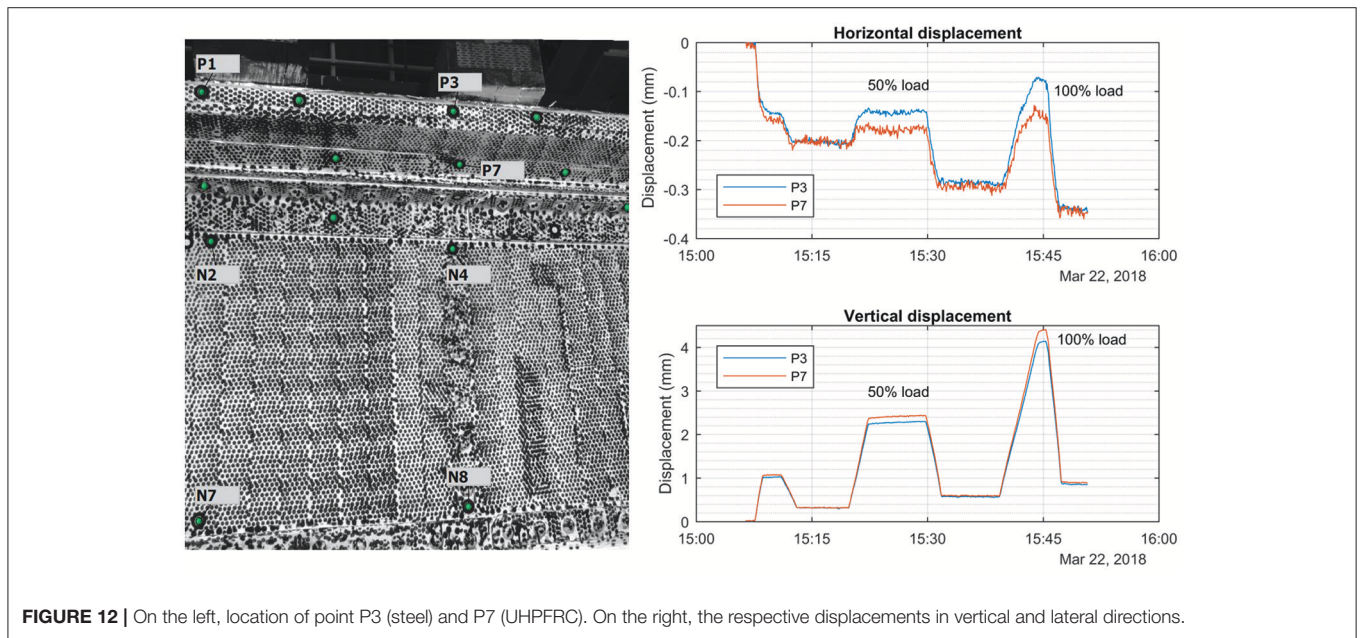 P1
P3
P7
N2
N4
N7
N8
Horizontal displacement
Displacement (mm)
0
-0.1
-0.2
-0.3
-0.4
50% load
100% load
P3
P7
15:00
15:15
15:30
15:45
16:00
Mar 22, 2018
Vertical displacement
Displacement (mm)
4
3
2
1
0
P3
P7
50% load
100% load
15:00
15:15
15:30
15:45
16:00
Mar 22, 2018
FIGURE 12 | On the left, location of point P3 (steel) and P7 (UHPFRC). On the right, the respective displacements in vertical and lateral directions.